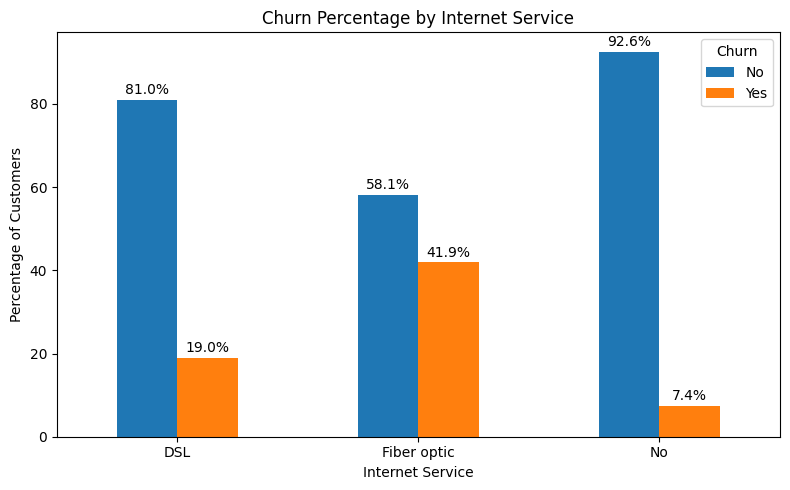 Churn Percentage by Internet Service
Churn
No
Yes
Percentage of Customers
80
60
40
20
0
81.0%
19.0%
58.1%
41.9%
92.6%
7.4%
DSL
Fiber optic
No
Internet Service